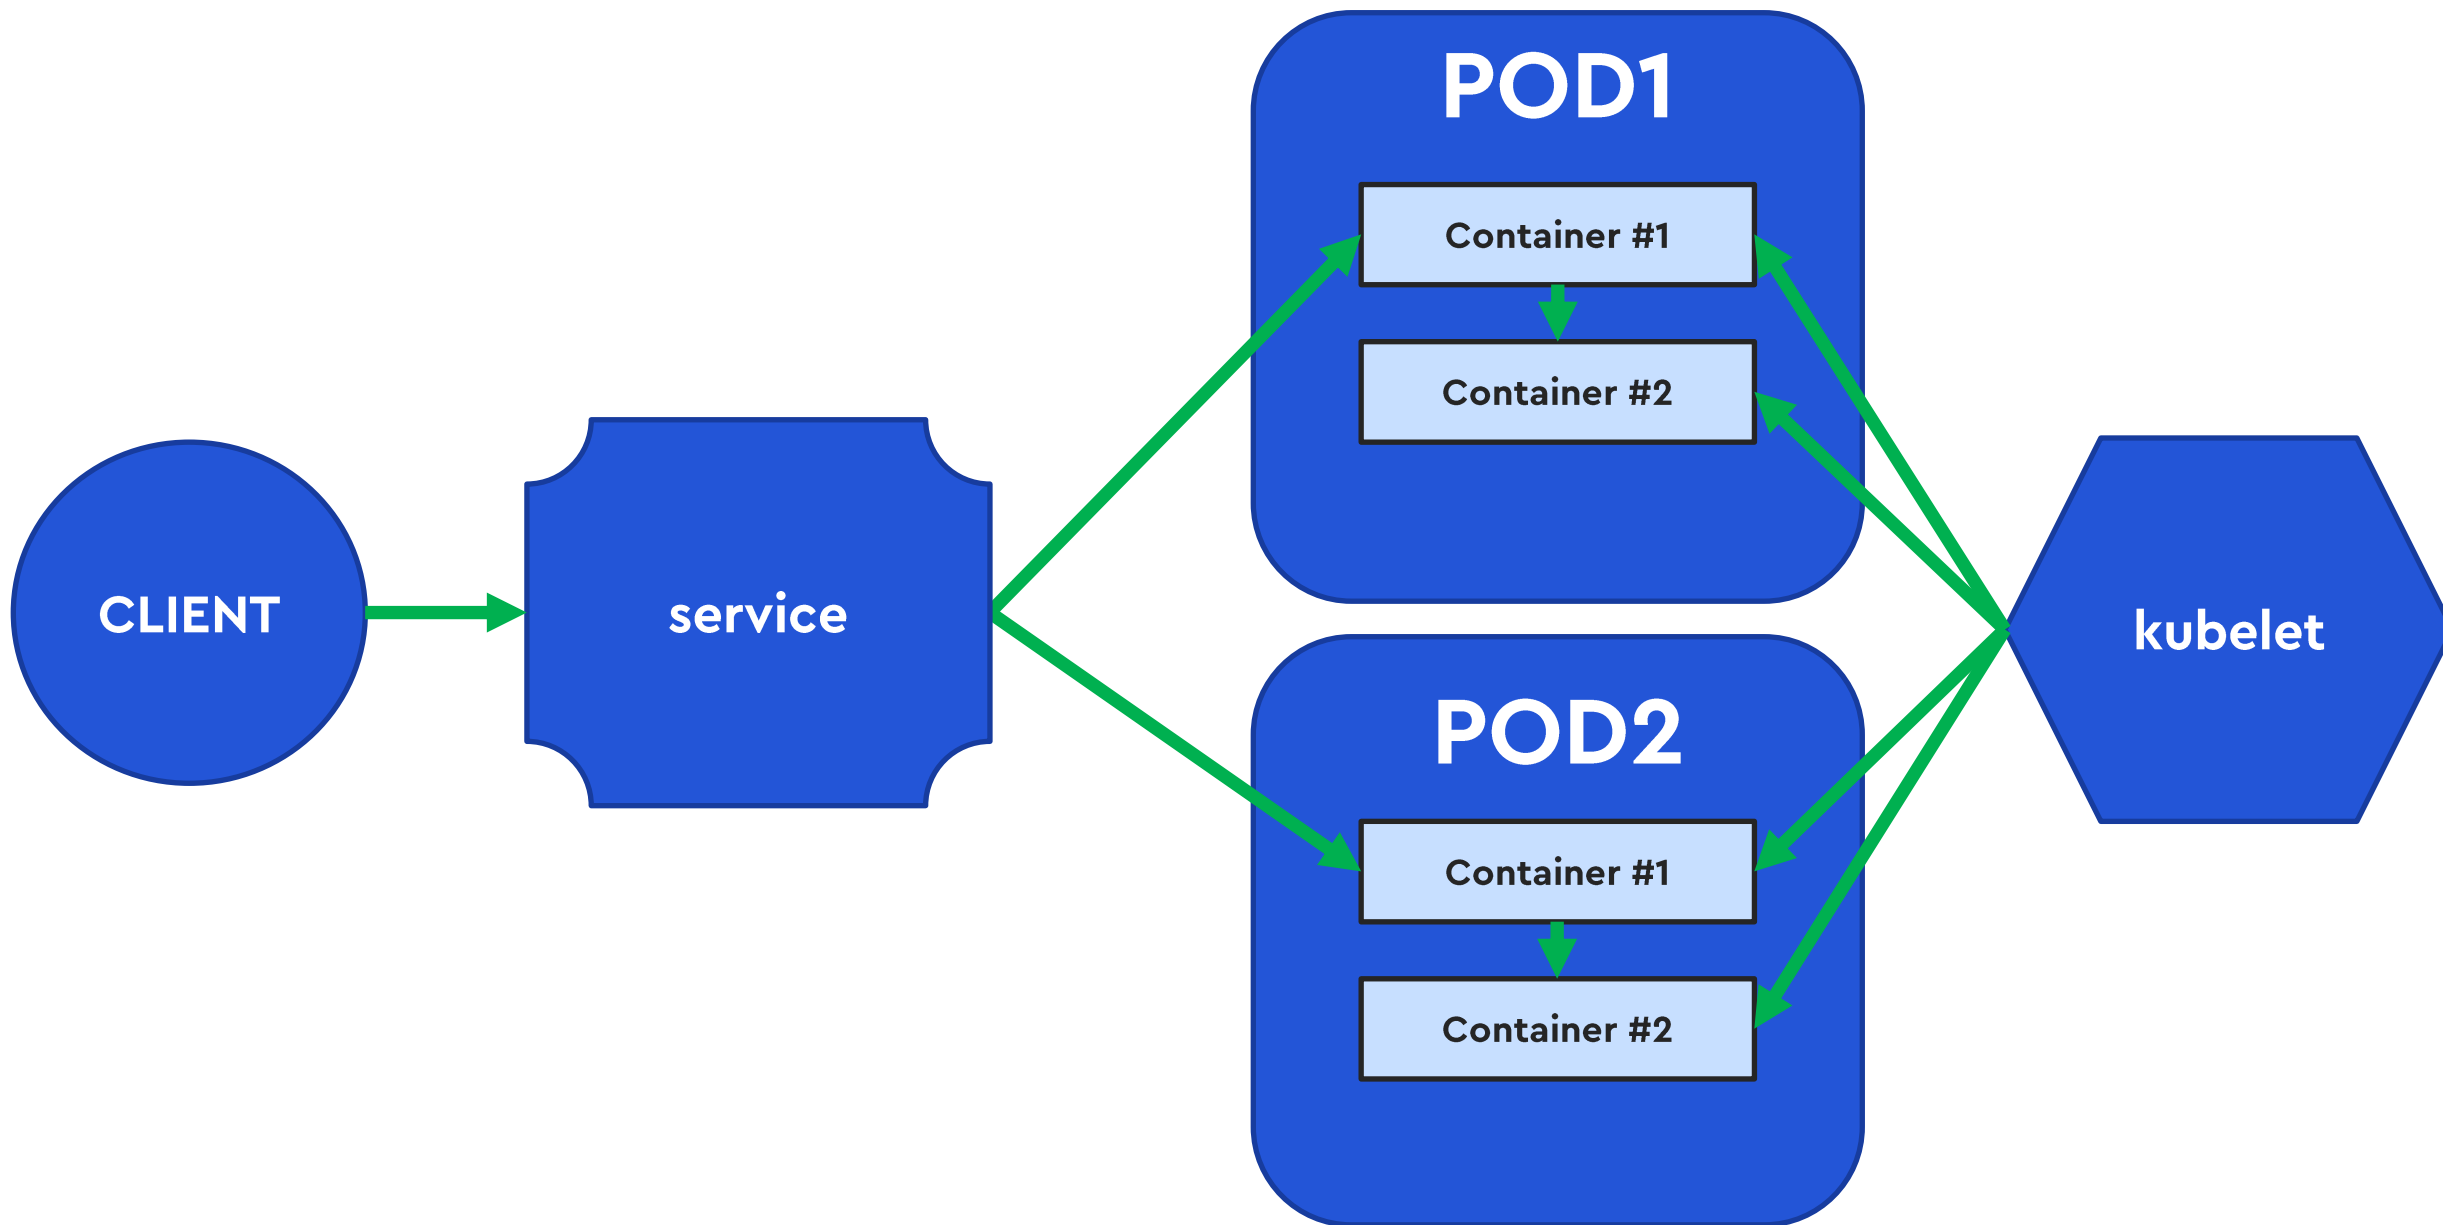 CLIENT
service
POD1
Container #1
Container #2
POD2
Container #1
Container #2
kubelet